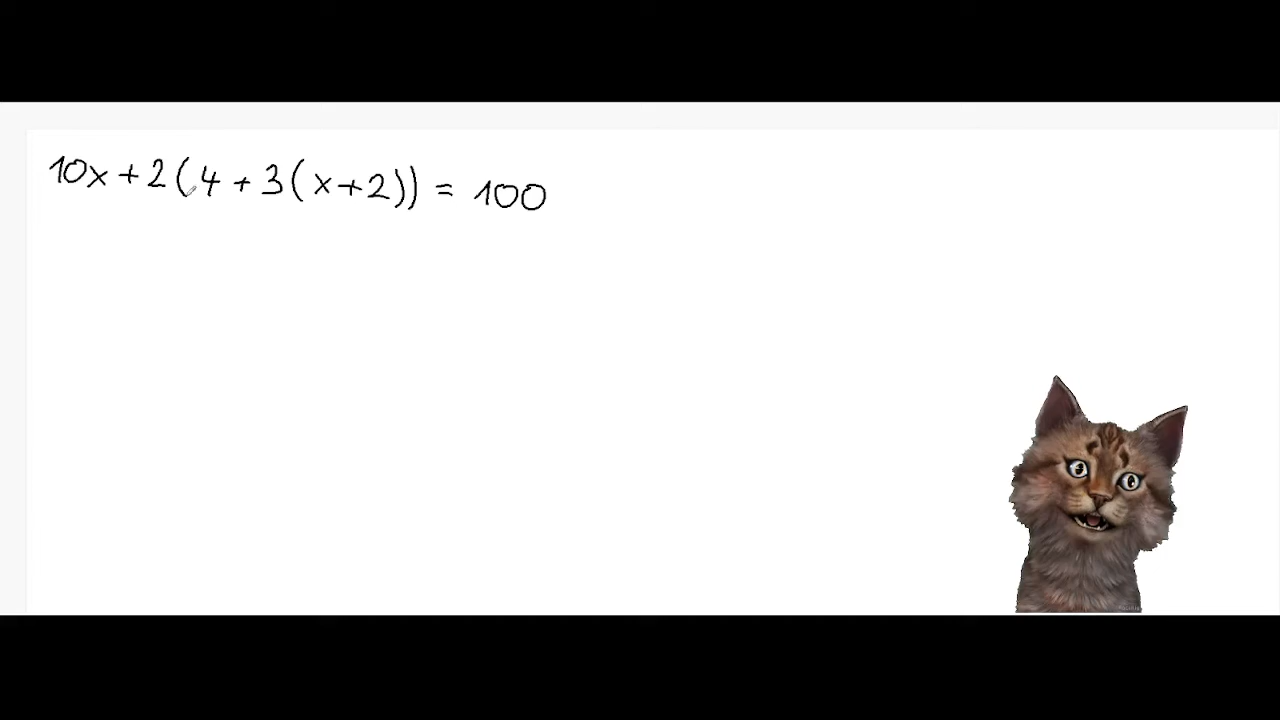 10x + 2(4 + 3(x+2)) = 100